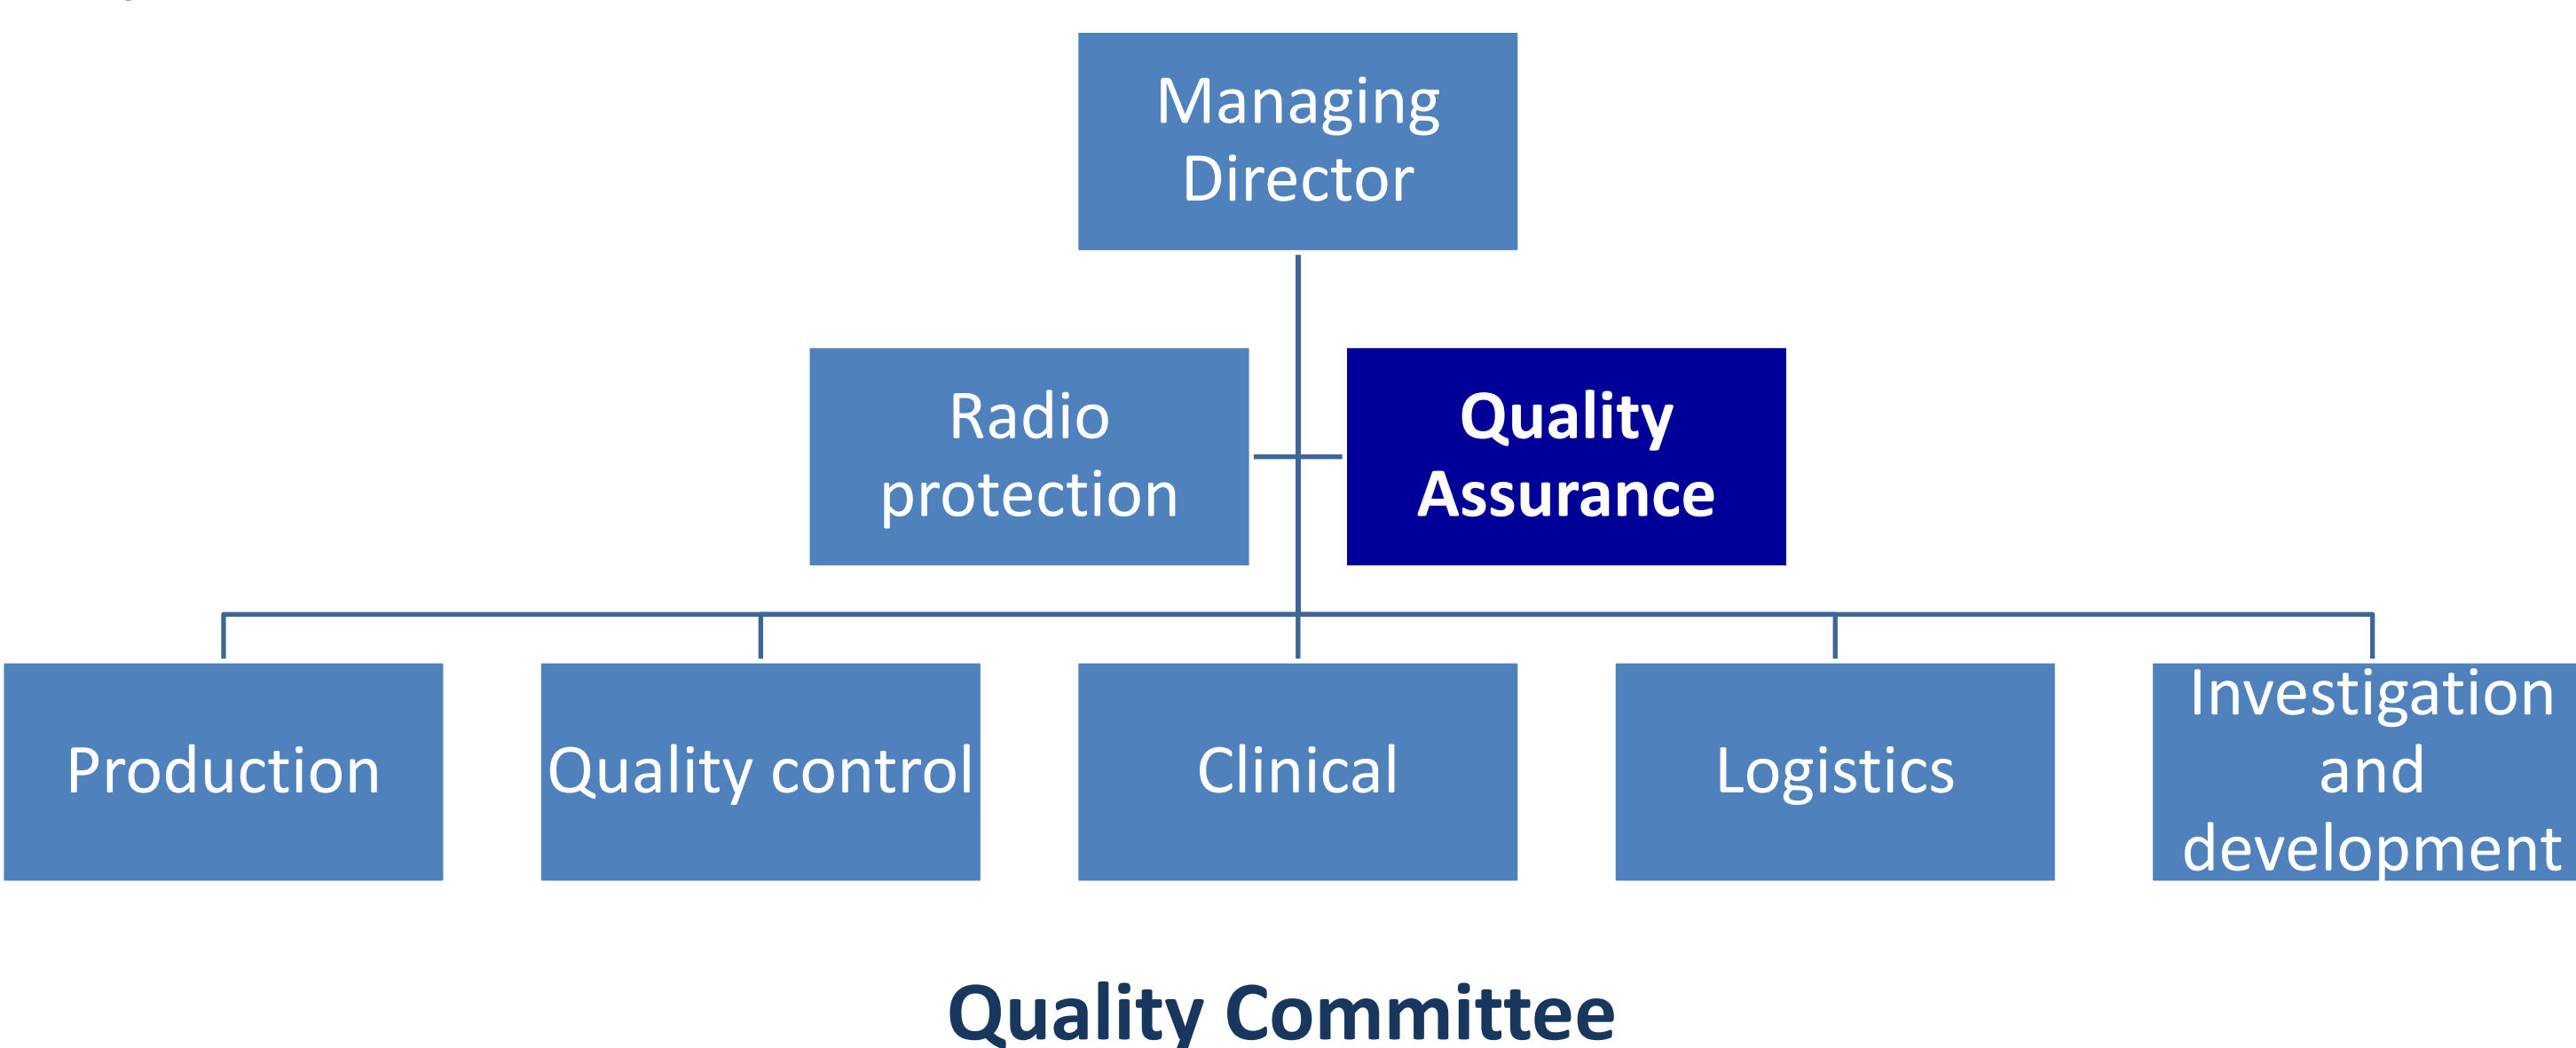 Managing
Director
Radio
protection
Quality
Assurance
Production
Quality control
Clinical
Logistics
Investigation
and
development
Quality Committee